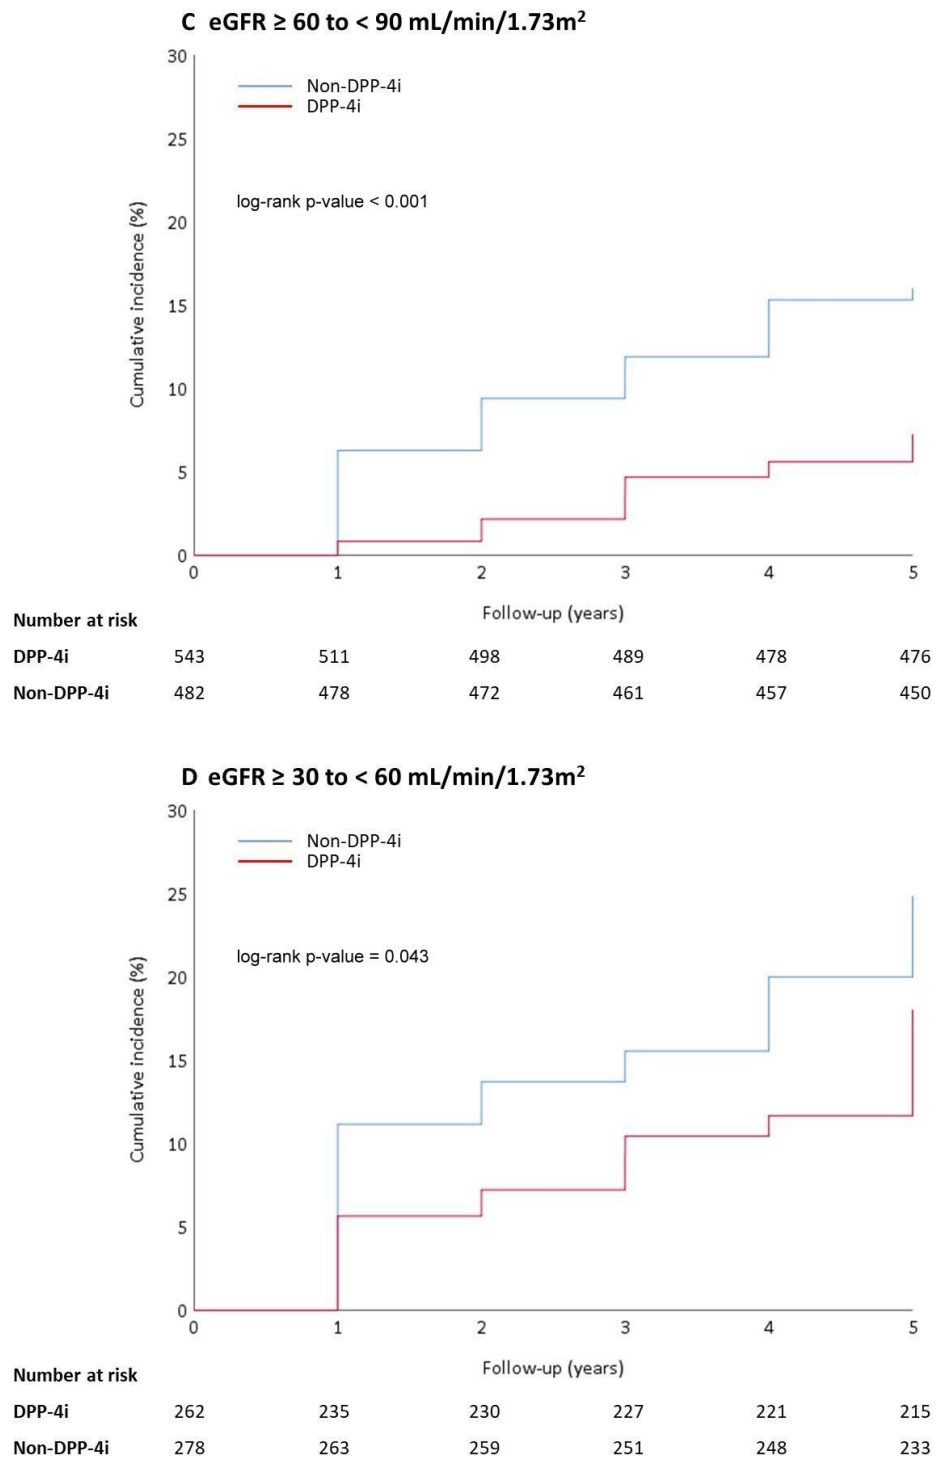 C eGFR ≥ 60 to < 90 mL/min/1.73m²
30
Non-DPP-4i
DPP-4i
25
log-rank p-value < 0.001
20
Cumulative incidence (%)
15
10
5
0
0 1 2 3 4 5
Follow-up (years)
Number at risk
DPP-4i 543 511 498 489 478 476
Non-DPP-4i 482 478 472 461 457 450
D eGFR ≥ 30 to < 60 mL/min/1.73m²
30
Non-DPP-4i
DPP-4i
25
log-rank p-value = 0.043
20
Cumulative incidence (%)
15
10
5
0
0 1 2 3 4 5
Follow-up (years)
Number at risk
DPP-4i 262 235 230 227 221 215
Non-DPP-4i 278 263 259 251 248 233